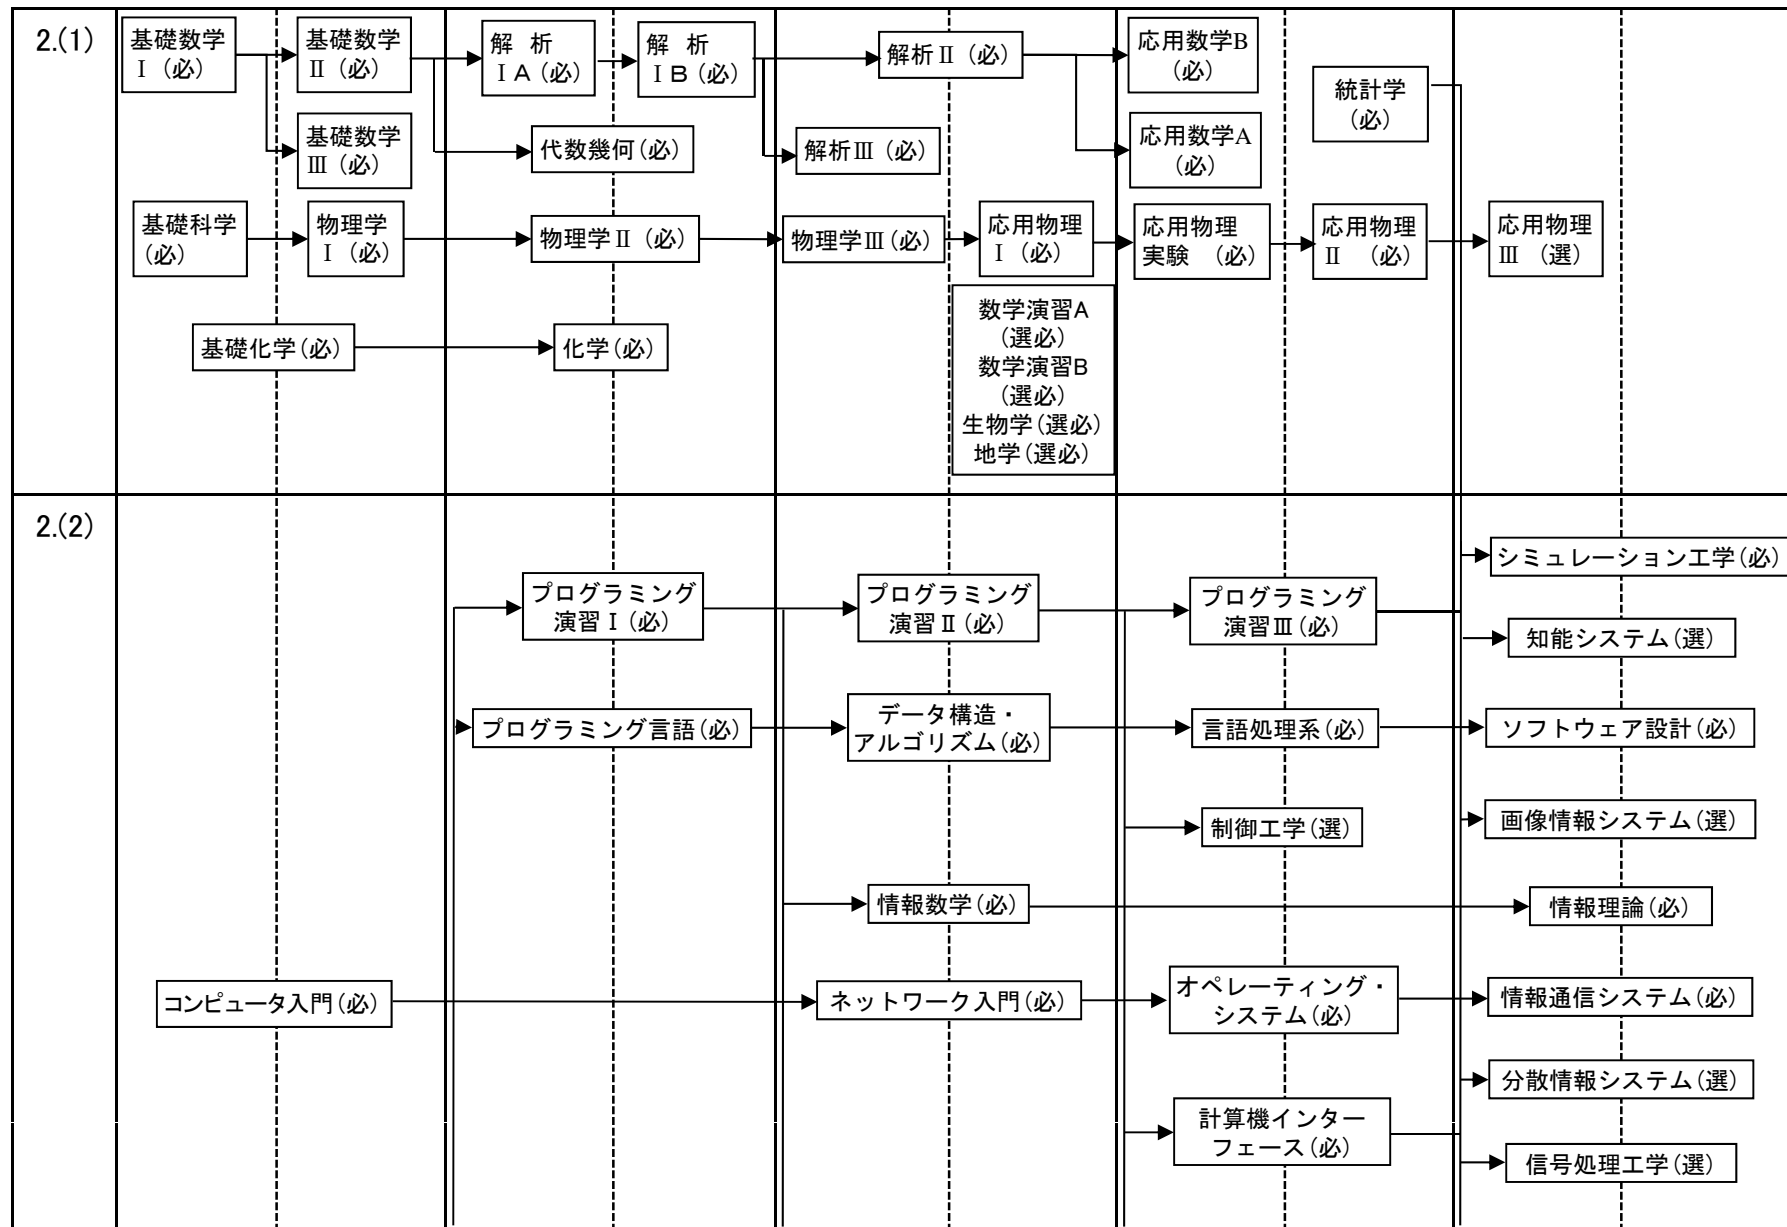 2.(1)
基礎数学
Ⅰ (必)
基礎数学
Ⅱ (必)
解 析
ⅠA (必)
解 析
ⅠB (必)
解析Ⅱ (必)
応用数学B
(必)
統計学
(必)
基礎数学
Ⅲ (必)
代数幾何(必)
解析Ⅲ (必)
応用数学A
(必)
基礎科学
(必)
物理学
Ⅰ (必)
物理学Ⅱ (必)
物理学Ⅲ(必)
応用物理
Ⅰ (必)
応用物理
実験 (必)
応用物理
Ⅱ (必)
応用物理
Ⅲ (選)
基礎化学(必)
化学(必)
数学演習A
(選必)
数学演習B
(選必)
生物学(選必)
地学(選必)
2.(2)
シミュレーション工学(必)
プログラミング
演習Ⅰ(必)
プログラミング
演習Ⅱ(必)
プログラミング
演習Ⅲ(必)
知能システム(選)
プログラミング言語(必)
データ構造・
アルゴリズム(必)
言語処理系(必)
ソフトウェア設計(必)
制御工学(選)
画像情報システム(選)
情報数学(必)
情報理論(必)
コンピュータ入門(必)
ネットワーク入門(必)
オペレーティング・
システム(必)
情報通信システム(必)
分散情報システム(選)
計算機インター
フェース(必)
信号処理工学(選)